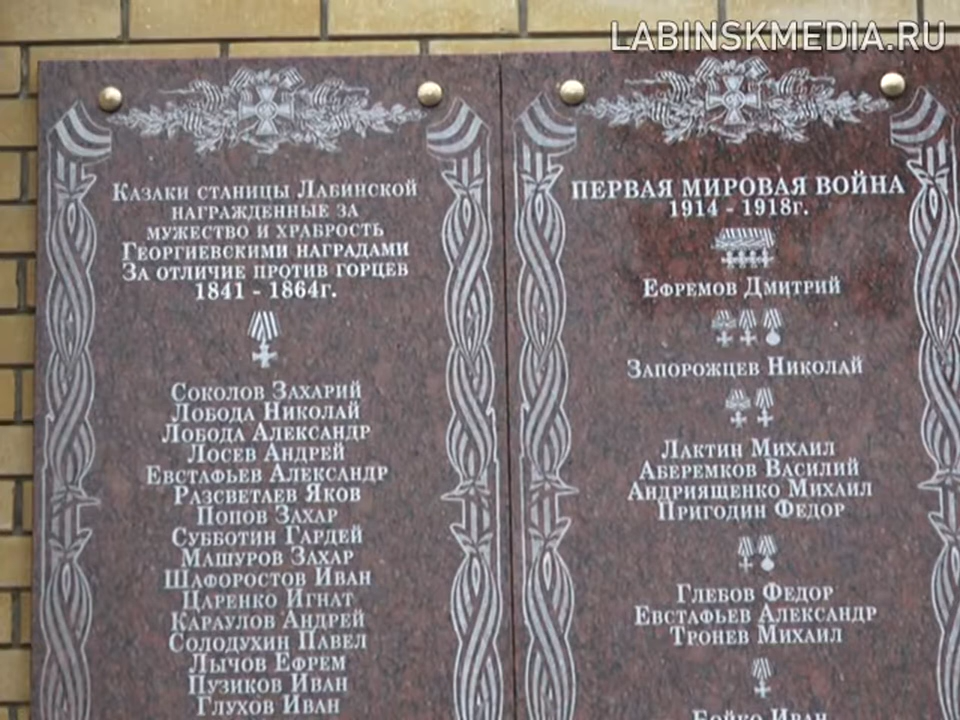 LABINSKMEDIA.RU
Казаки станицы Лабинской
награжденные за
мужество и храбрость
Георгиевскими наградами
За отличие против горцев
1841 - 1864г.
Соколов Захарий
Лобода Николай
Лобода Александр
Лосев Андрей
Евстафьев Александр
Разсветаев Яков
Попов Захар
Субботин Гардей
Машуров Захар
Шафоростов Иван
Царенко Игнат
Караулов Андрей
Солодухин Павел
Лычов Ефрем
Пузиков Иван
Глухов Иван
ПЕРВАЯ МИРОВАЯ ВОЙНА
1914 - 1918г.
Ефремов Дмитрий
Запорожцев Николай
Лактин Михаил
Аберемков Василий
Андриященко Михаил
Пригодин Федор
Глебов Федор
Евстафьев Александр
Тронев Михаил
Бойко Иван